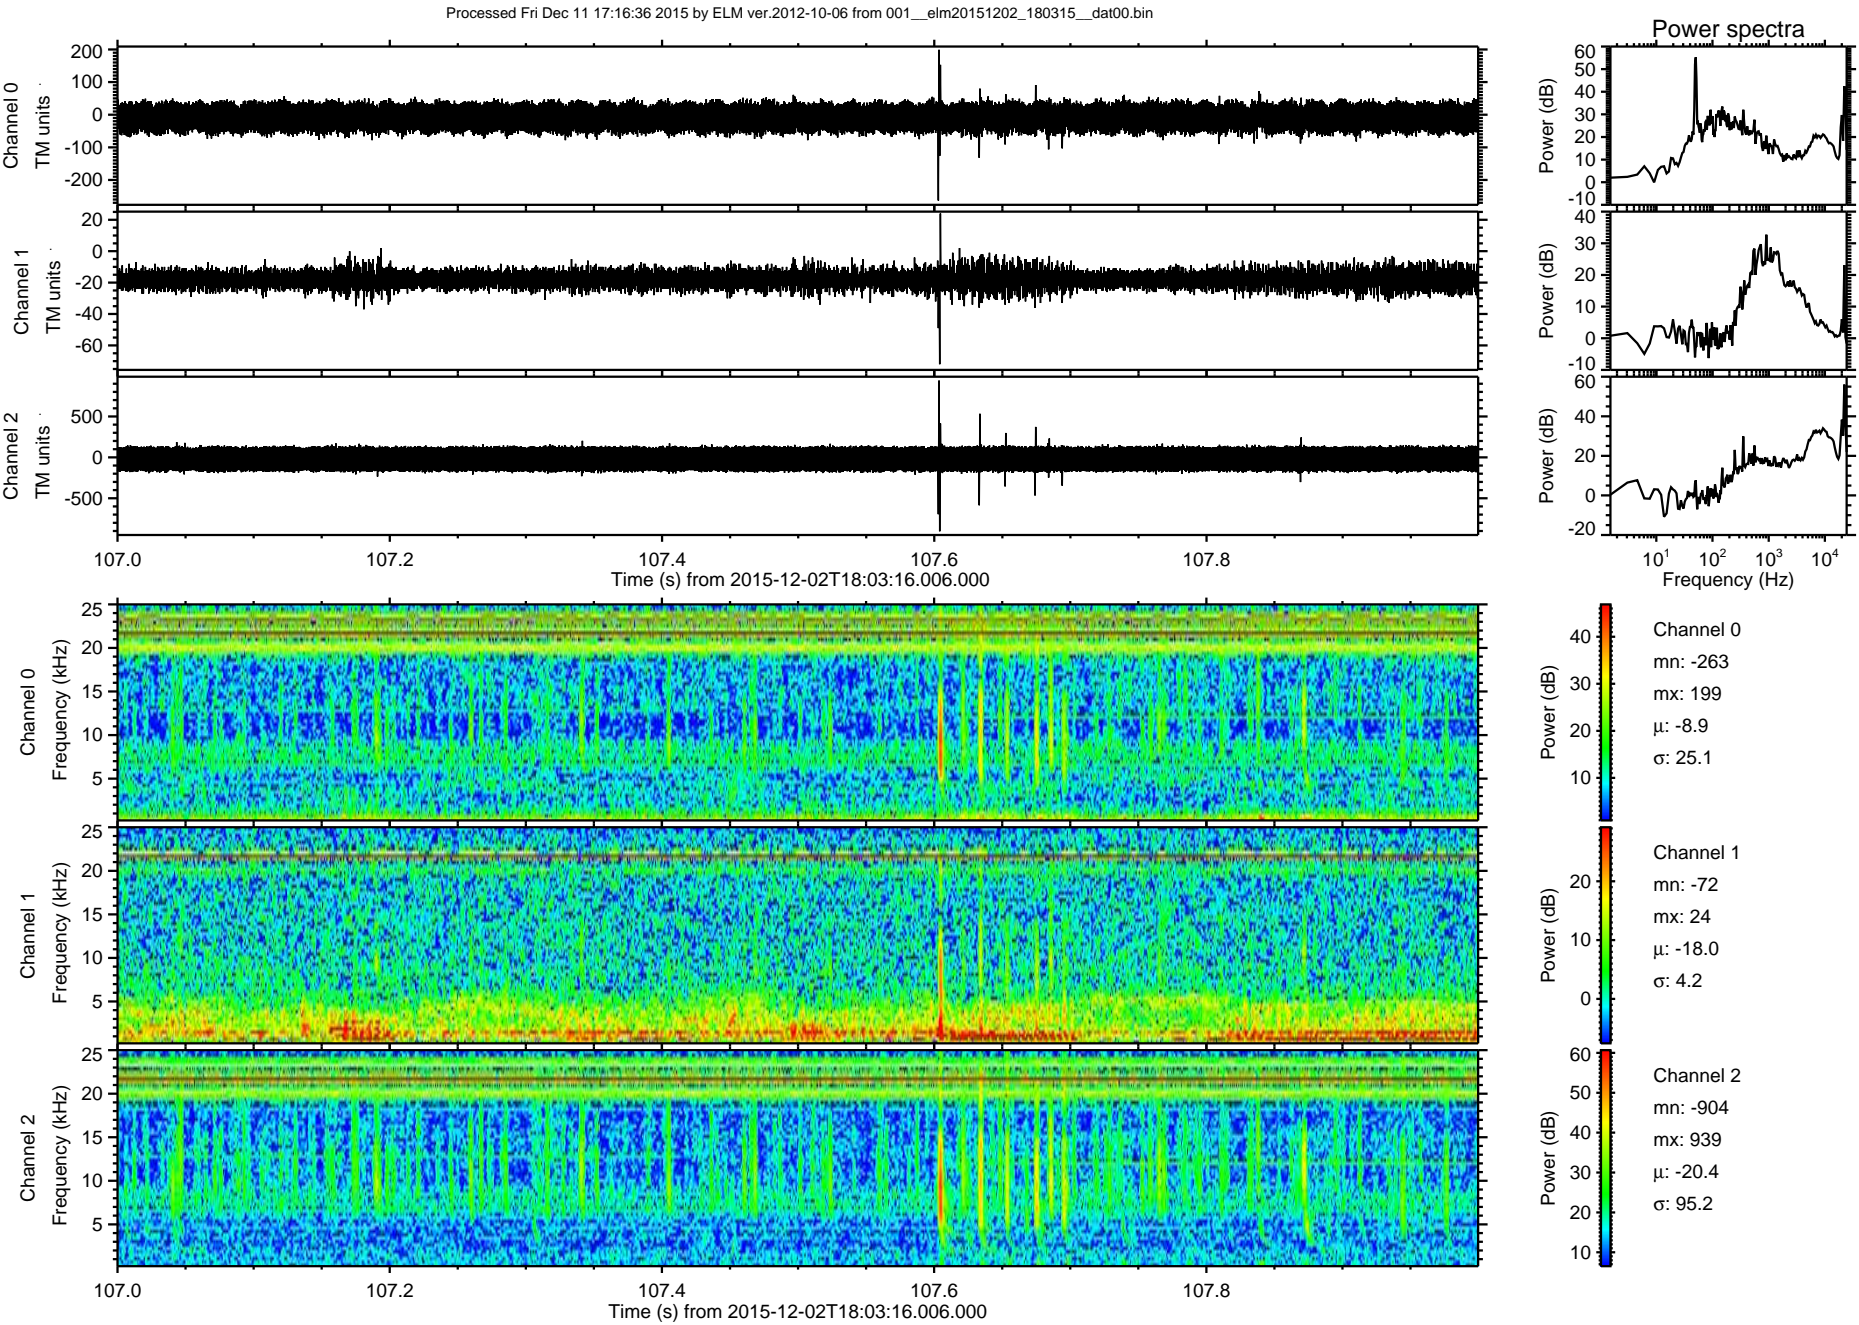 Processed Fri Dec 11 17:16:36 2015 by ELM ver.2012-10-06 from 001__elm20151202_180315__dat00.bin
Power spectra
Channel 0
TM units
200
100
0
-100
-200
Power (dB)
60
50
40
30
20
10
0
-10
Channel 1
TM units
20
0
-20
-40
-60
Power (dB)
40
30
20
10
0
-10
Channel 2
TM units
500
0
-500
Power (dB)
60
40
20
0
-20
107.0 107.2 107.4 107.6 107.8
Time (s) from 2015-12-02T18:03:16.006.000
10^1 10^2 10^3 10^4
Frequency (Hz)
Channel 0
Frequency (kHz)
25
20
15
10
5
Power (dB)
40
30
20
10
Channel 0
mn: -263
mx: 199
μ: -8.9
σ: 25.1
Channel 1
Frequency (kHz)
25
20
15
10
5
Power (dB)
20
10
0
Channel 1
mn: -72
mx: 24
μ: -18.0
σ: 4.2
Channel 2
Frequency (kHz)
25
20
15
10
5
Power (dB)
60
50
40
30
20
10
Channel 2
mn: -904
mx: 939
μ: -20.4
σ: 95.2
107.0 107.2 107.4 107.6 107.8
Time (s) from 2015-12-02T18:03:16.006.000